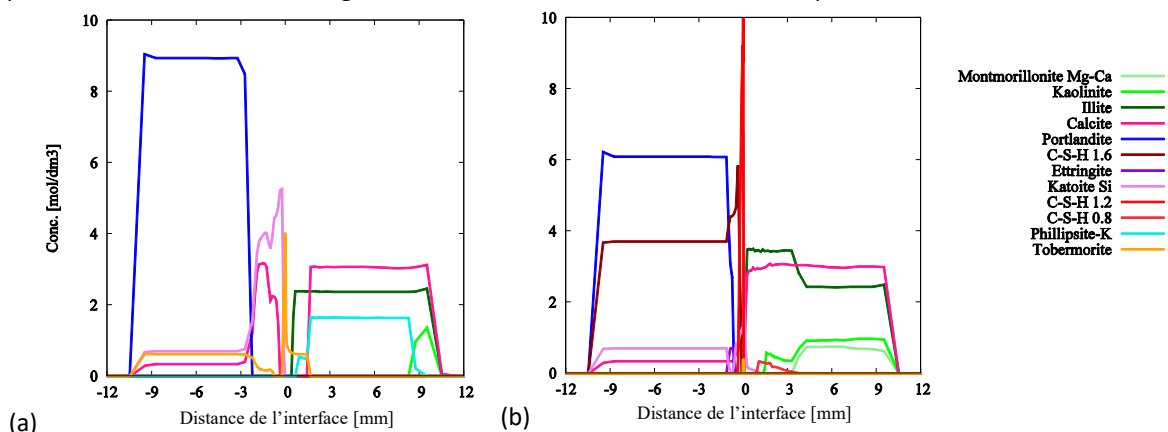 10
8
6
4
2
0
Conc. [mol/dm3]
-12 -9 -6 -3 0 3 6 9 12
Distance de l'interface [mm]
(a)
10
8
6
4
2
0
-12 -9 -6 -3 0 3 6 9 12
Distance de l'interface [mm]
(b)
Montmorillonite Mg-Ca
Kaolinite
Illite
Calcite
Portlandite
C-S-H 1.6
Ettringite
Katoite Si
C-S-H 1.2
C-S-H 0.8
Phillipsite-K
Tobermorite